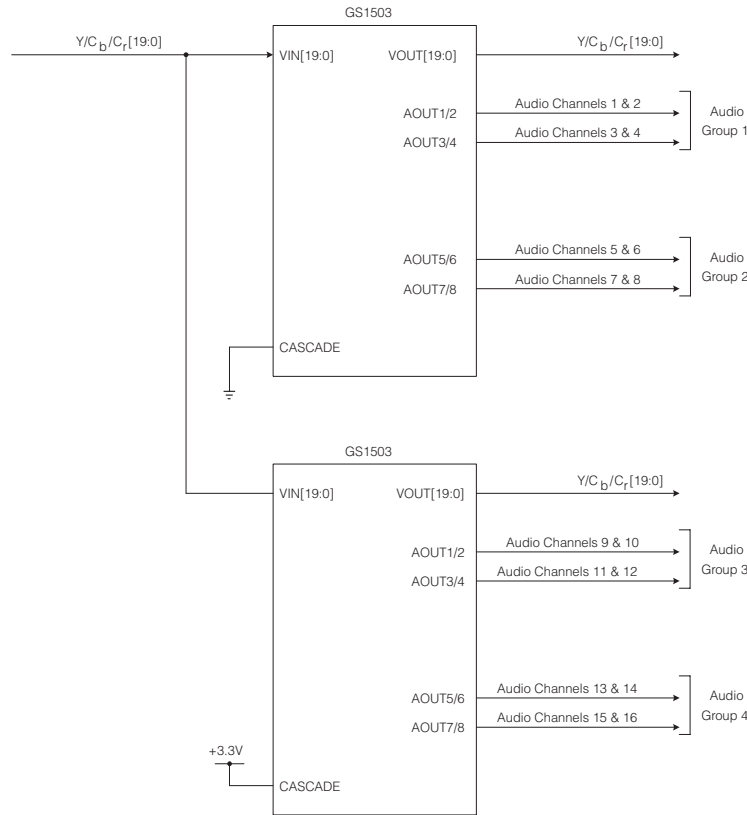 GS1503
Y/Cb/Cr[19:0]
VIN[19:0]
VOUT[19:0]
Y/Cb/Cr[19:0]
AOUT1/2
Audio Channels 1 & 2
AOUT3/4
Audio Channels 3 & 4
Audio
Group 1
AOUT5/6
Audio Channels 5 & 6
AOUT7/8
Audio Channels 7 & 8
Audio
Group 2
CASCADE
GS1503
VIN[19:0]
VOUT[19:0]
Y/Cb/Cr[19:0]
AOUT1/2
Audio Channels 9 & 10
AOUT3/4
Audio Channels 11 & 12
Audio
Group 3
AOUT5/6
Audio Channels 13 & 14
AOUT7/8
Audio Channels 15 & 16
Audio
Group 4
+3.3V
CASCADE